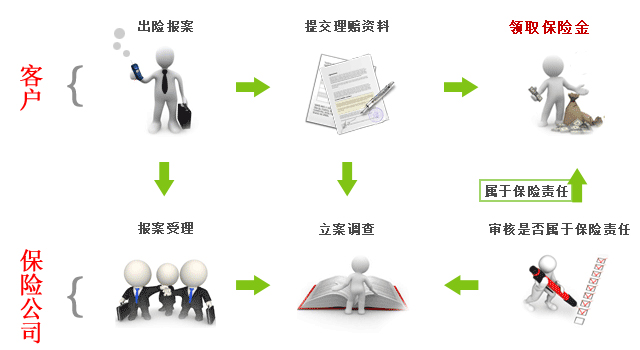 出险报案
提交理赔资料
领取保险金
客户
属于保险责任
报案受理
立案调查
审核是否属于保险责任
保险公司